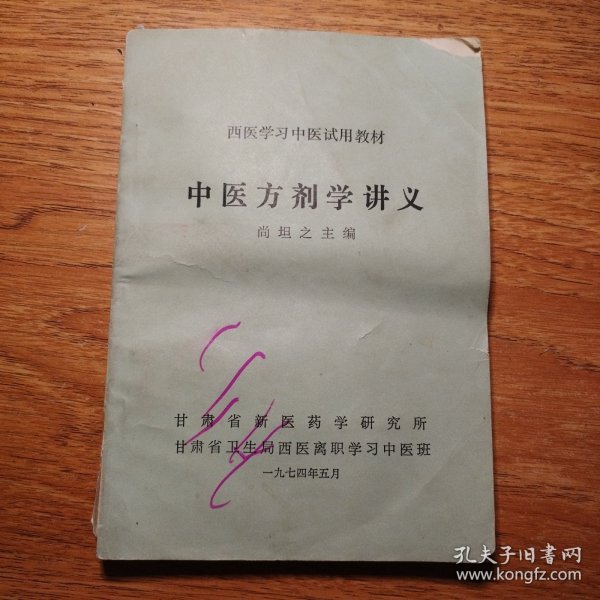 西医学习中医试用教材
中医方剂学讲义
尚坦之主编
甘肃省新医药学研究所
甘肃省卫生局西医离职学习中医班
一九七四年五月
孔夫子旧书网
www.kongfz.com